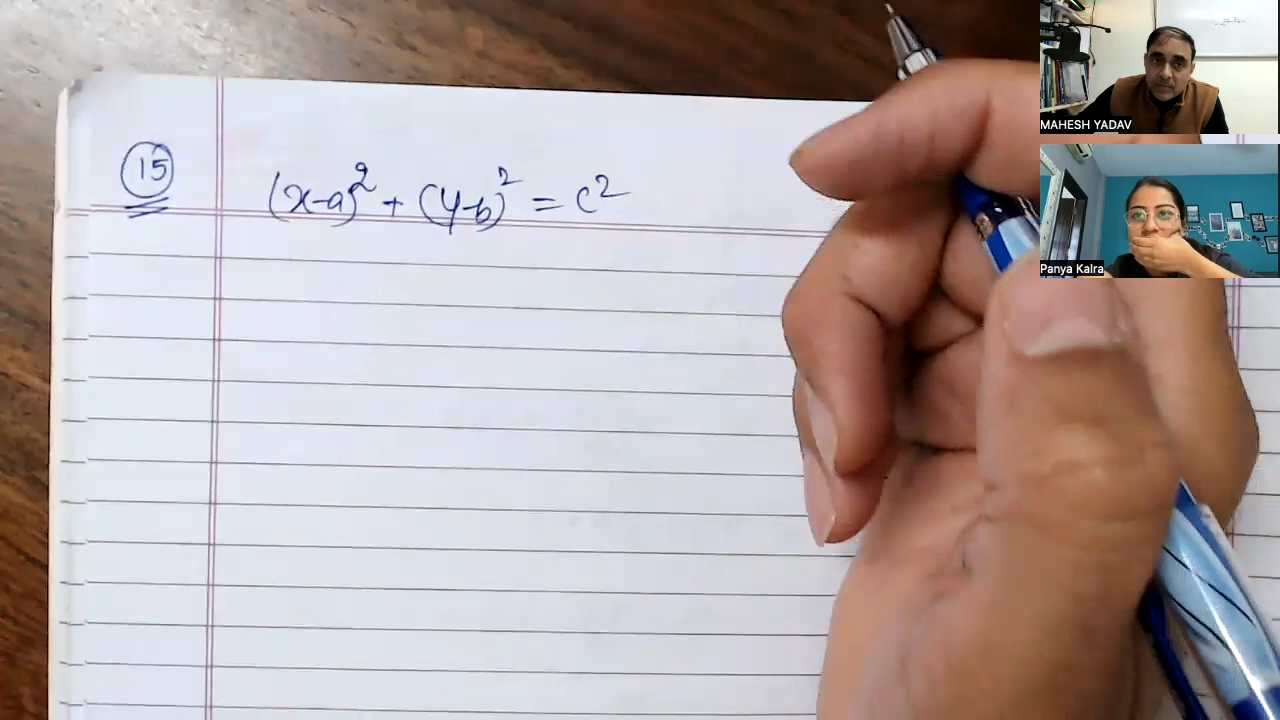 15 (x-a)² + (y-b)² = c²
MAHESH YADAV
Panya Kalra